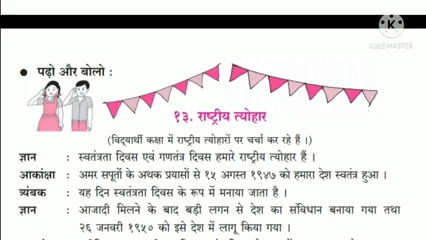 K
KINEMASTER
● पढ़ो और बोलो :
१३. राष्ट्रीय त्योहार
(विद्यार्थी कक्षा में राष्ट्रीय त्योहारों पर चर्चा कर रहे हैं ।)
ज्ञान : स्वतंत्रता दिवस एवं गणतंत्र दिवस हमारे राष्ट्रीय त्योहार हैं ।
आकांक्षा : अमर सपूतों के अथक प्रयासों से १५ अगस्त १९४७ को हमारा देश स्वतंत्र हुआ ।
त्र्यंबक : यह दिन स्वतंत्रता दिवस के रूप में मनाया जाता है ।
ज्ञान : आजादी मिलने के बाद बड़ी लगन से देश का संविधान बनाया गया तथा
२६ जनवरी १९५० को इसे देश में लागू किया गया ।